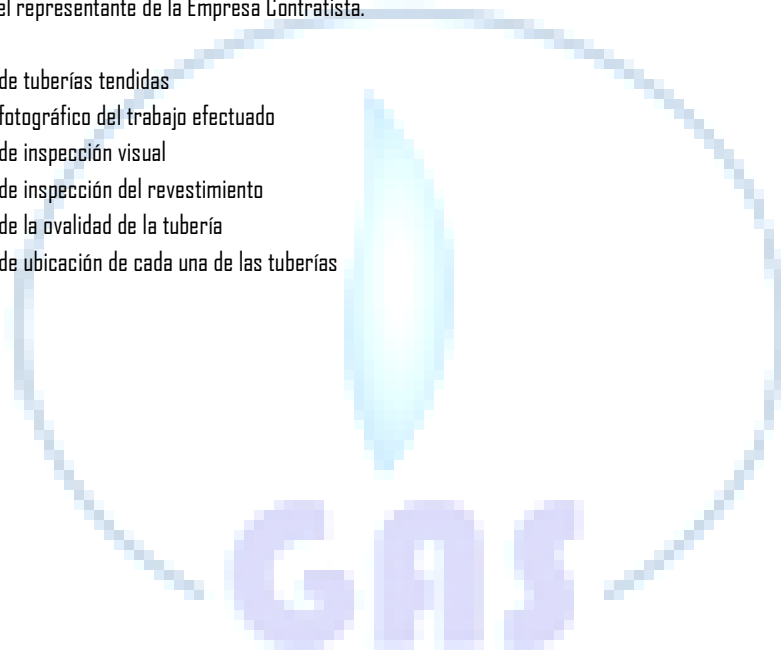 el representante de la Empresa Contratista.
de tuberías tendidas
fotográfico del trabajo efectuado
de inspección visual
de inspección del revestimiento
de la ovalidad de la tubería
de ubicación de cada una de las tuberías
GAS